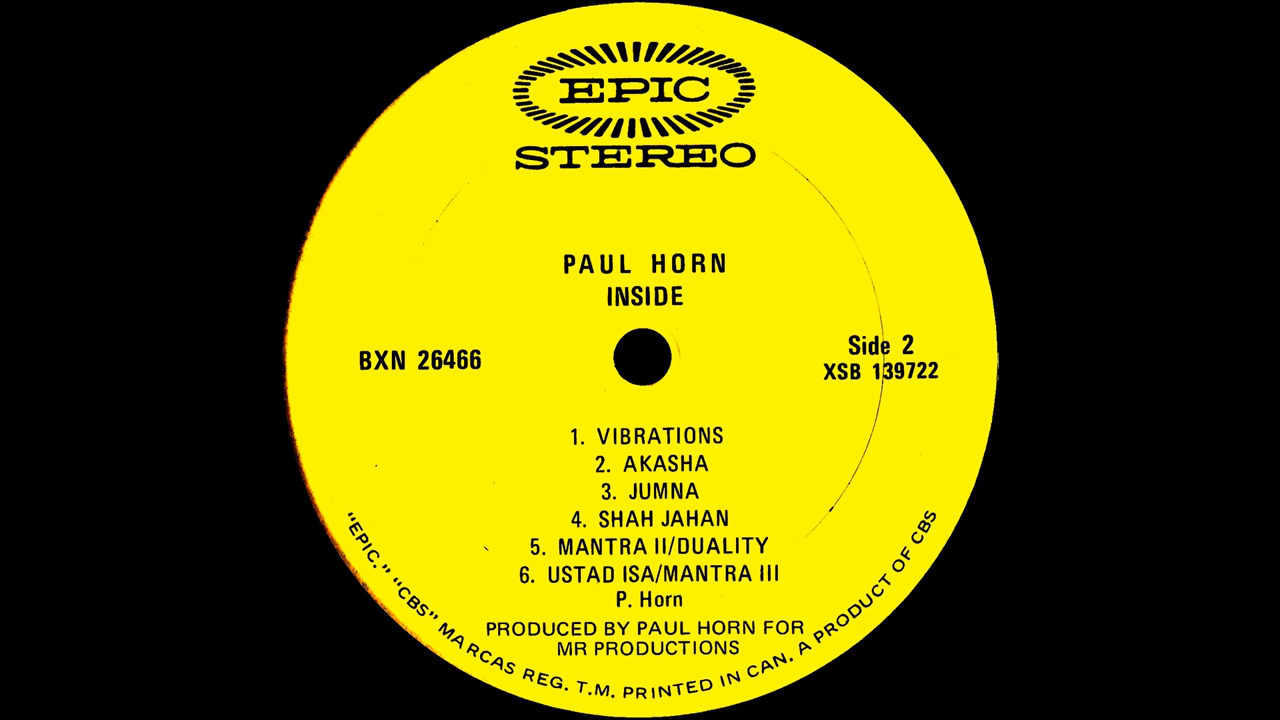 EPIC
STEREO
PAUL HORN
INSIDE
BXN 26466
Side 2
XSB 139722
1. VIBRATIONS
2. AKASHA
3. JUMNA
4. SHAH JAHAN
5. MANTRA II/DUALITY
6. USTAD ISA/MANTRA III
P. Horn
PRODUCED BY PAUL HORN FOR
MR PRODUCTIONS
"EPIC." "CBS" MARCAS REG. T.M. PRINTED IN CAN. A PRODUCT OF CBS